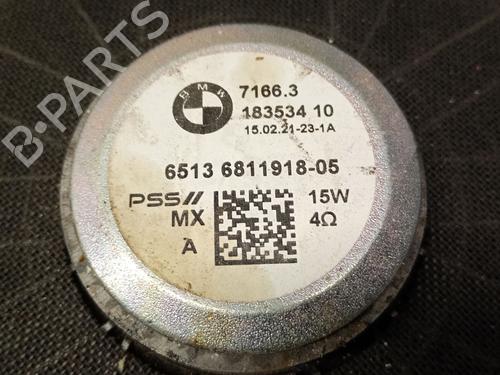 BMW
7166.3
183534 10
15.02.21-23-1A
6513 6811918-05
PSS//
15W
MX
4Ω
A
B-PARTS